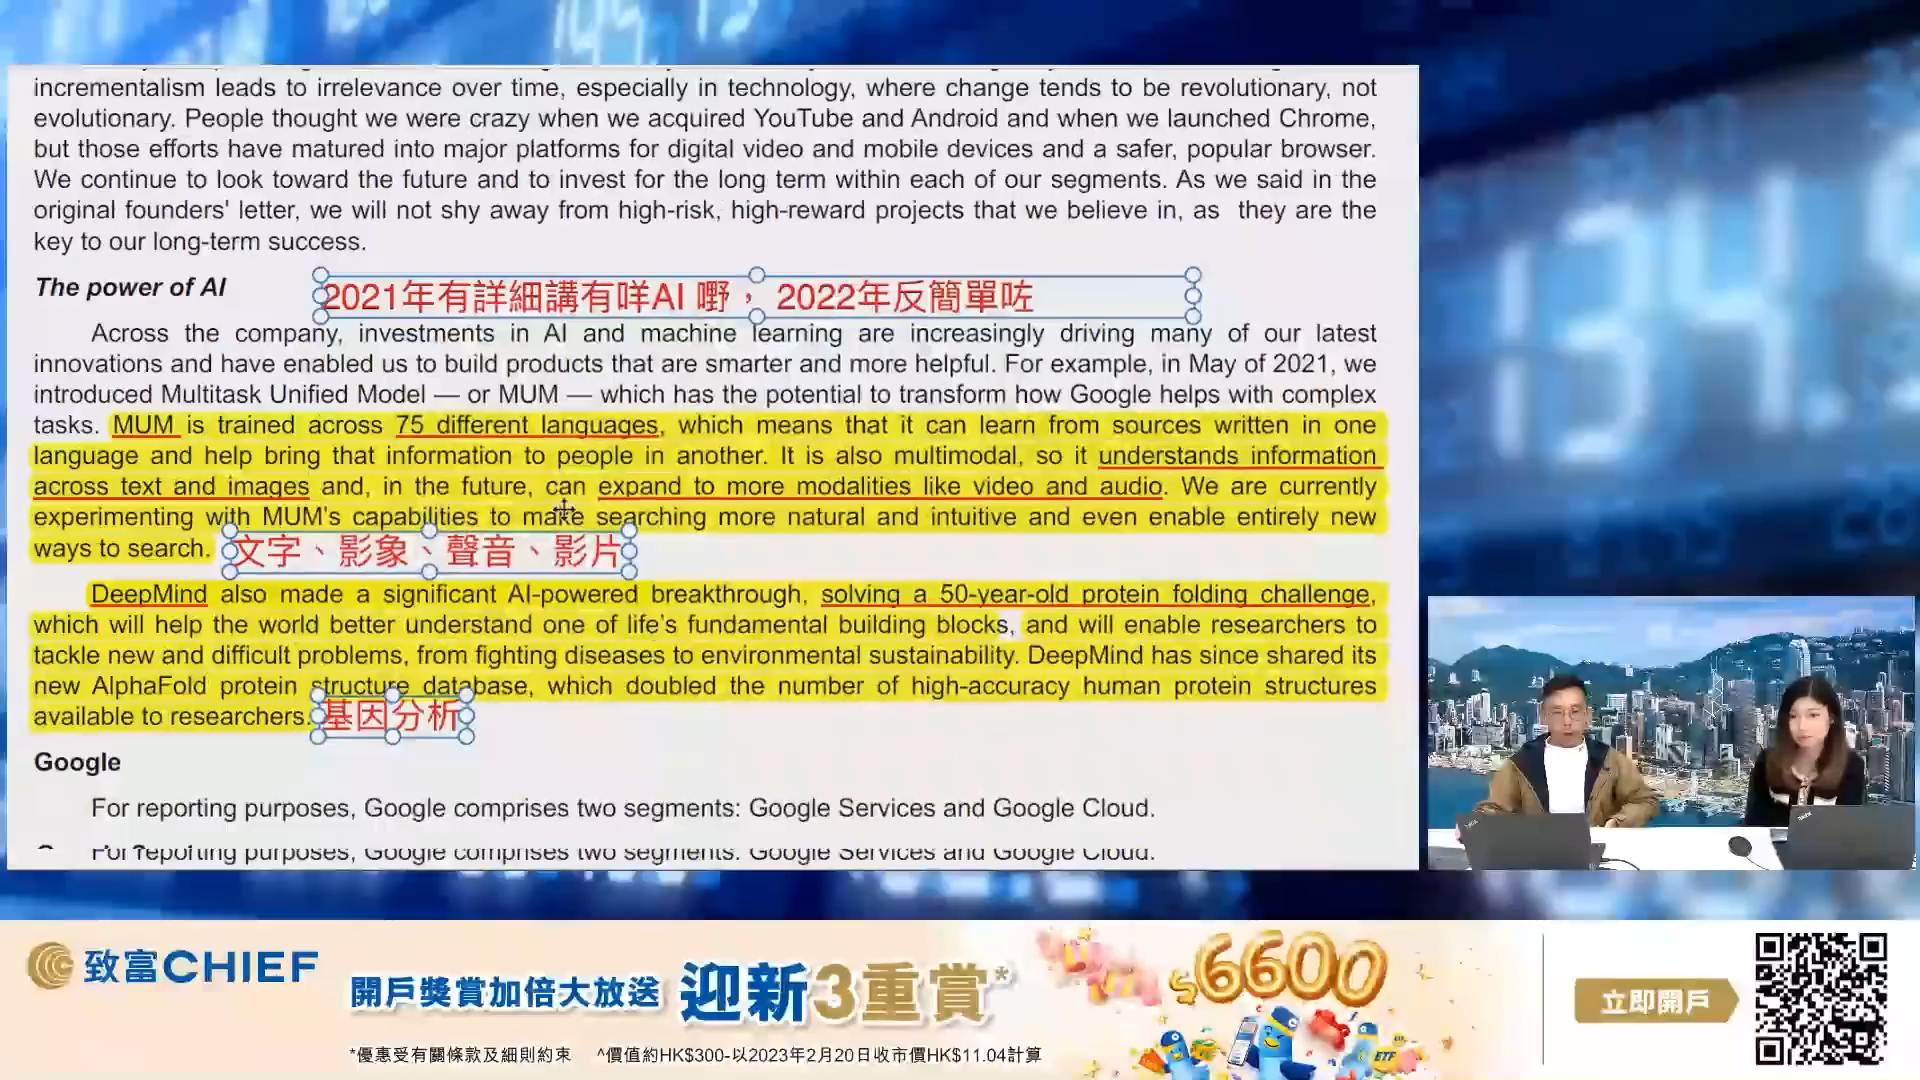 incrementalism leads to irrelevance over time, especially in technology, where change tends to be revolutionary, not
evolutionary. People thought we were crazy when we acquired YouTube and Android and when we launched Chrome,
but those efforts have matured into major platforms for digital video and mobile devices and a safer, popular browser.
We continue to look toward the future and to invest for the long term within each of our segments. As we said in the
original founders' letter, we will not shy away from high-risk, high-reward projects that we believe in, as they are the
key to our long-term success.
The power of AI
2021年有詳細講有咩AI 嘢， 2022年反簡單咗
Across the company, investments in AI and machine learning are increasingly driving many of our latest
innovations and have enabled us to build products that are smarter and more helpful. For example, in May of 2021, we
introduced Multitask Unified Model — or MUM — which has the potential to transform how Google helps with complex
tasks. MUM is trained across 75 different languages, which means that it can learn from sources written in one
language and help bring that information to people in another. It is also multimodal, so it understands information
across text and images and, in the future, can expand to more modalities like video and audio. We are currently
experimenting with MUM's capabilities to make searching more natural and intuitive and even enable entirely new
ways to search.
文字、影象、聲音、影片
DeepMind also made a significant AI-powered breakthrough, solving a 50-year-old protein folding challenge,
which will help the world better understand one of life's fundamental building blocks, and will enable researchers to
tackle new and difficult problems, from fighting diseases to environmental sustainability. DeepMind has since shared its
new AlphaFold protein structure database, which doubled the number of high-accuracy human protein structures
available to researchers.
基因分析
Google
For reporting purposes, Google comprises two segments: Google Services and Google Cloud.
For reporting purposes, Google comprises two segments: Google Services and Google Cloud.
致富CHIEF
開戶獎賞加倍大放送
迎新3重賞*
$6600
ETF
立即開戶
*優惠受有關條款及細則約束 ^價值約HK$300-以2023年2月20日收市價HK$11.04計算